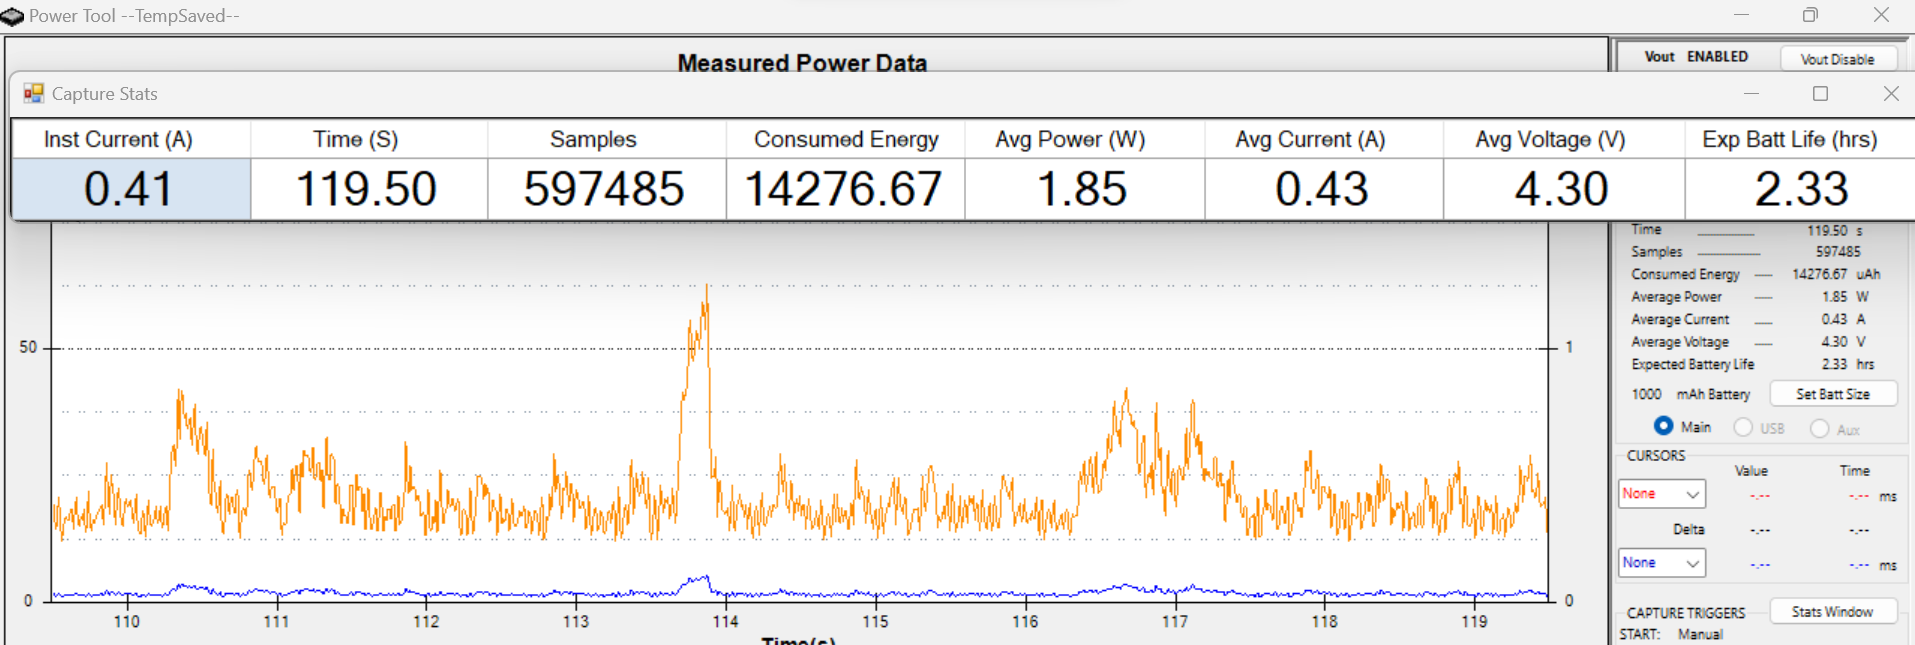 Power Tool --TempSaved--
Measured Power Data
Vout ENABLED
Vout Disable
Capture Stats
Inst Current (A) Time (S) Samples Consumed Energy Avg Power (W) Avg Current (A) Avg Voltage (V) Exp Batt Life (hrs)
0.41 119.50 597485 14276.67 1.85 0.43 4.30 2.33
Time 119.50 s
Samples 597485
Consumed Energy 14276.67 uAh
Average Power 1.85 W
Average Current 0.43 A
Average Voltage 4.30 V
Expected Battery Life 2.33 hrs
1000 mAh Battery Set Batt Size
Main USB Aux
CURSORS
Value Time
None -.-- -.-- ms
Delta -.-- -.--
None -.-- -.-- ms
CAPTURE TRIGGERS Stats Window
START: Manual
50 1
0 0
110 111 112 113 114 115 116 117 118 119
Time(s)